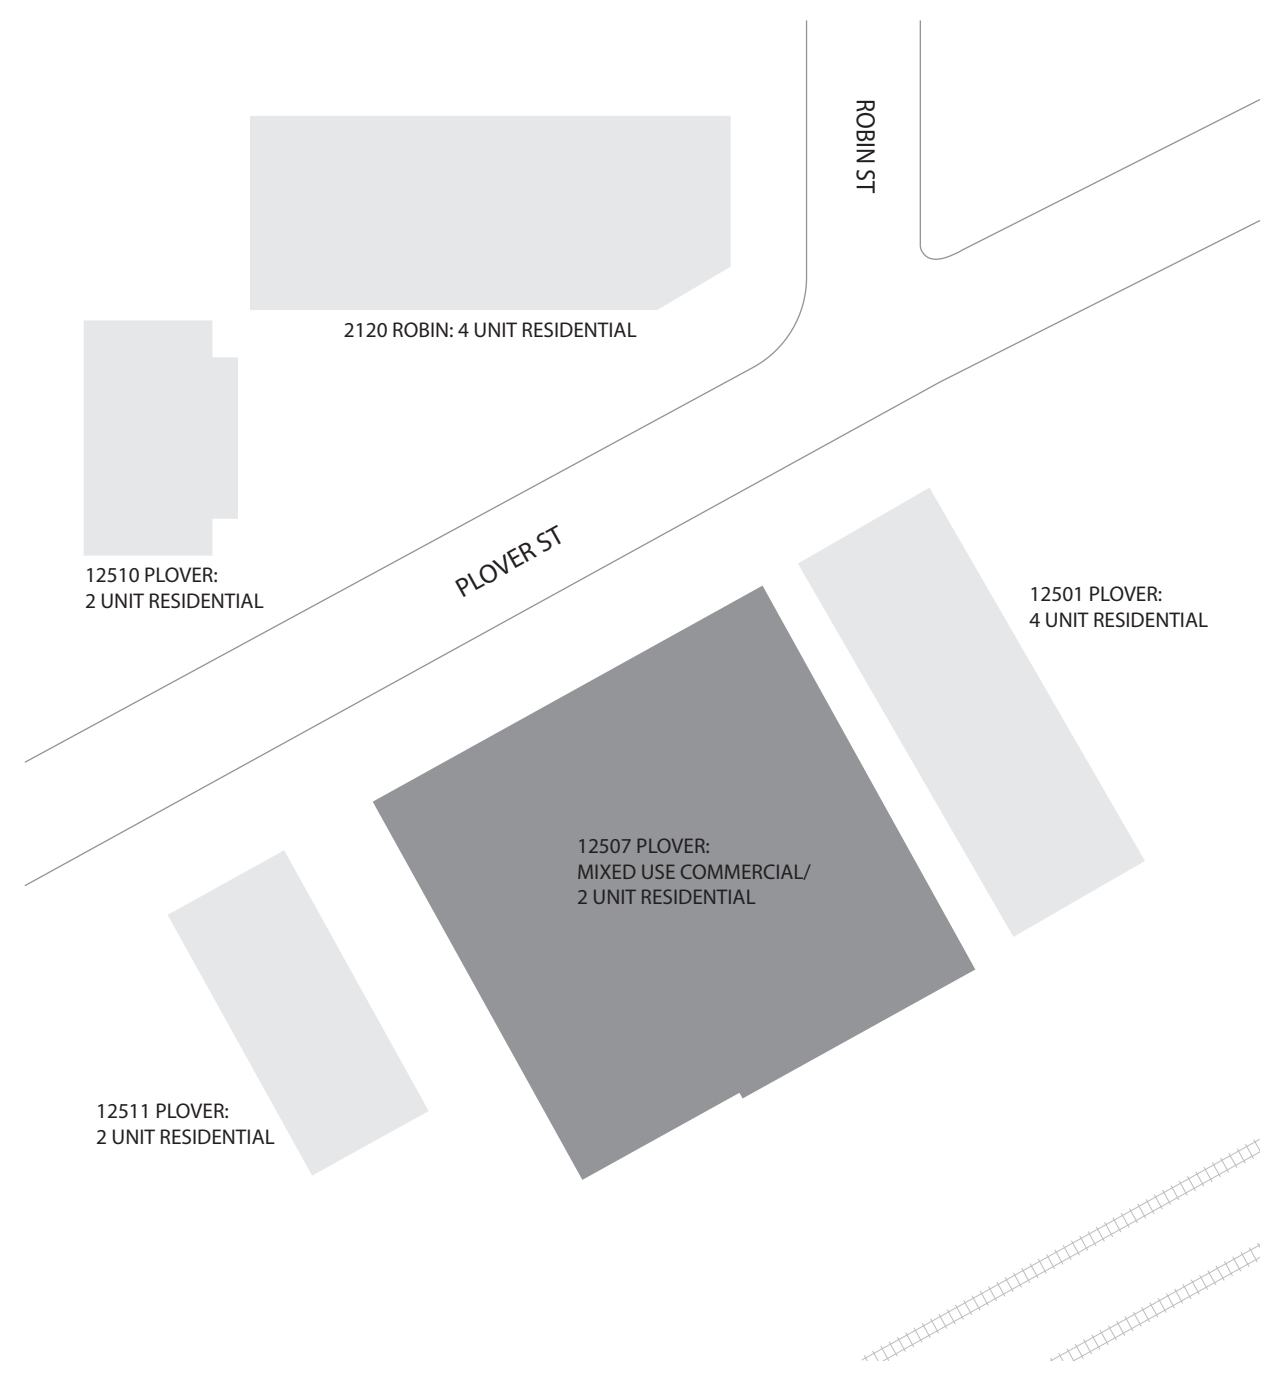 ROBIN ST
2120 ROBIN: 4 UNIT RESIDENTIAL
12510 PLOVER:
2 UNIT RESIDENTIAL
PLOVER ST
12501 PLOVER:
4 UNIT RESIDENTIAL
12507 PLOVER:
MIXED USE COMMERCIAL/
2 UNIT RESIDENTIAL
12511 PLOVER:
2 UNIT RESIDENTIAL